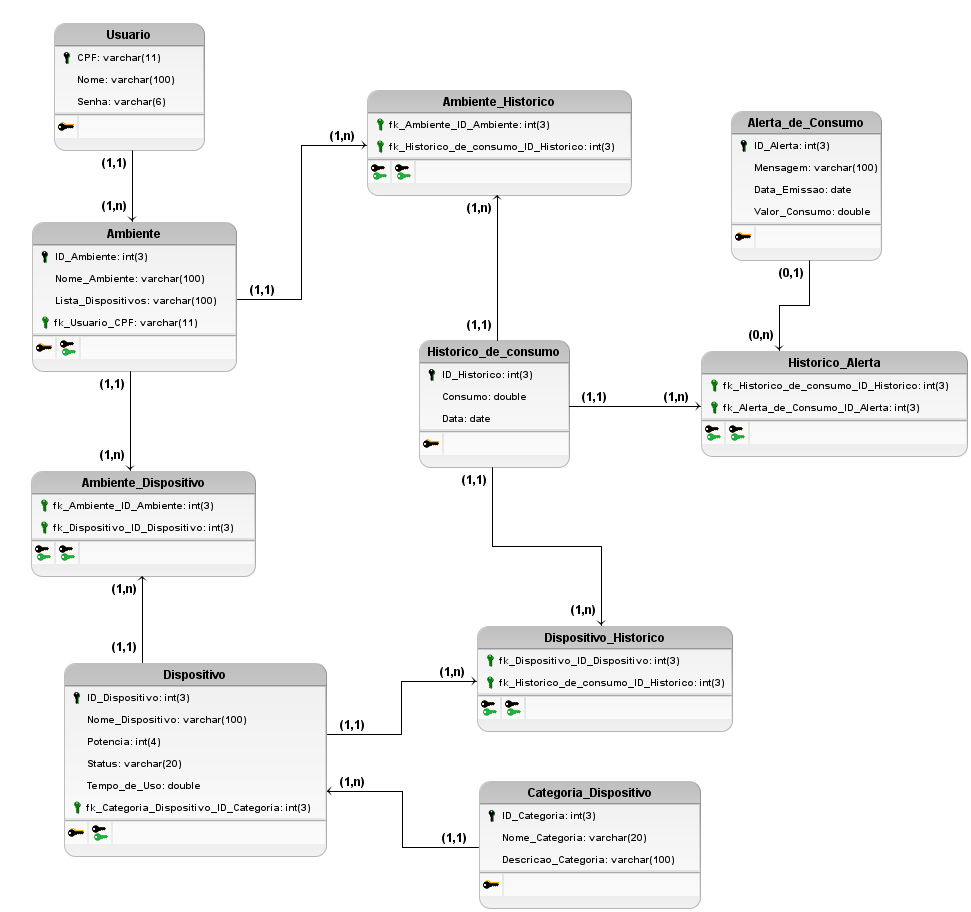 Usuario
CPF: varchar(11)
Nome: varchar(100)
Senha: varchar(6)
(1,1)
(1,n)
Ambiente
ID_Ambiente: int(3)
Nome_Ambiente: varchar(100)
Lista_Dispositivos: varchar(100)
fk_Usuario_CPF: varchar(11)
(1,1)
(1,n)
Ambiente_Historico
fk_Ambiente_ID_Ambiente: int(3)
fk_Historico_de_consumo_ID_Historico: int(3)
(1,n)
(1,1)
Alerta_de_Consumo
ID_Alerta: int(3)
Mensagem: varchar(100)
Data_Emissao: date
Valor_Consumo: double
(0,1)
(0,n)
Historico_de_consumo
ID_Historico: int(3)
Consumo: double
Data: date
(1,1)
(1,n)
Historico_Alerta
fk_Historico_de_consumo_ID_Historico: int(3)
fk_Alerta_de_Consumo_ID_Alerta: int(3)
(1,1)
(1,n)
Ambiente_Dispositivo
fk_Ambiente_ID_Ambiente: int(3)
fk_Dispositivo_ID_Dispositivo: int(3)
(1,n)
(1,1)
(1,1)
(1,n)
Dispositivo_Historico
fk_Dispositivo_ID_Dispositivo: int(3)
fk_Historico_de_consumo_ID_Historico: int(3)
Dispositivo
ID_Dispositivo: int(3)
Nome_Dispositivo: varchar(100)
Potencia: int(4)
Status: varchar(20)
Tempo_de_Uso: double
fk_Categoria_Dispositivo_ID_Categoria: int(3)
(1,n)
(1,1)
(1,n)
(1,1)
Categoria_Dispositivo
ID_Categoria: int(3)
Nome_Categoria: varchar(20)
Descricao_Categoria: varchar(100)